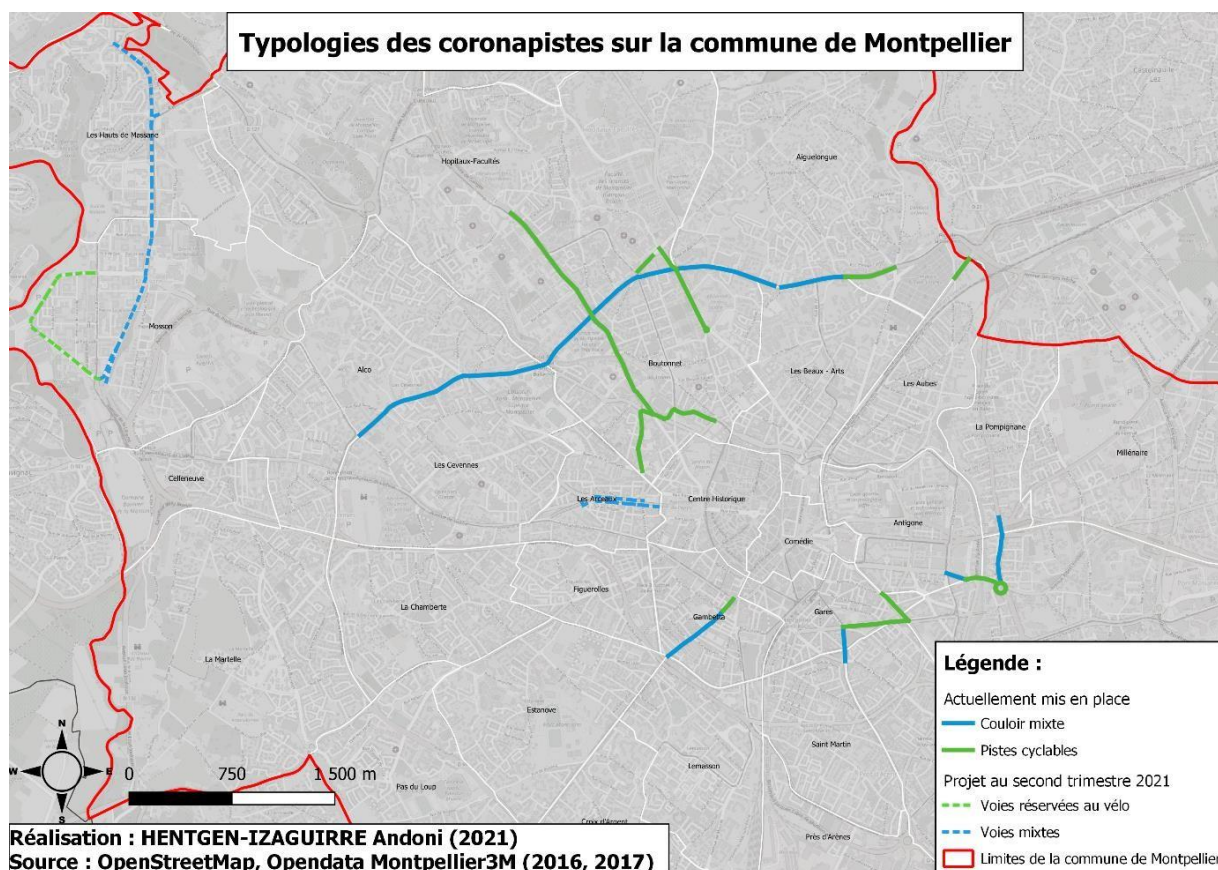 Typologies des coronapistes sur la commune de Montpellier
Les Hauts de Massane
Hopitaux-Facultés
Aiguelongue
Mosson
Alco
Boutonnet
Les Beaux - Arts
Les Aubes
La Pompignane
Millénaire
Celleneuve
Les Cevennes
Les Arceaux
Centre Historique
Antigone
Comédie
Figuerolles
La Chamberte
Gambetta
Gares
La Martelle
Estanove
Saint Martin
Lemasson
Pas du Loup
Croix d'Argent
Près d'Arènes
N
W
E
S
0 750 1 500 m
Réalisation : HENTGEN-IZAGUIRRE Andoni (2021)
Source : OpenStreetMap, Opendata Montpellier3M (2016, 2017)
Légende :
Actuellement mis en place
Couloir mixte
Pistes cyclables
Projet au second trimestre 2021
Voies réservées au vélo
Voies mixtes
Limites de la commune de Montpellier